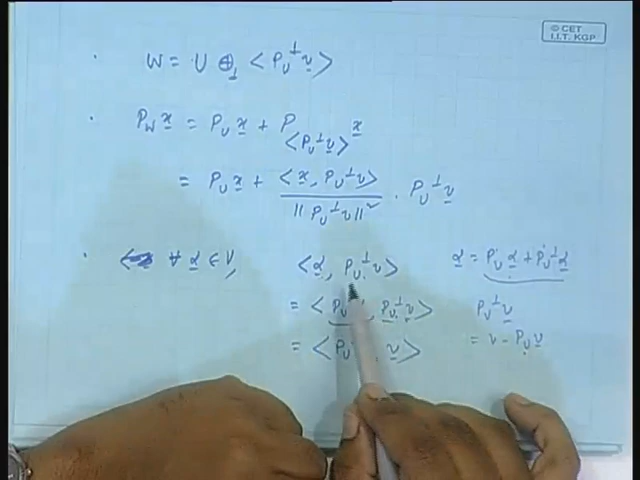 © CET
I.I.T. KGP
W = U ⊕⊥ < P_U^⊥ v >
P_W x = P_U x + P_{<P_U^⊥ v>} x
= P_U x + <x, P_U^⊥ v> / ||P_U^⊥ v||² · P_U^⊥ v
∀ α ∈ V, <α, P_U^⊥ v> α = P_U α + P_U^⊥ α
= < P_U , P_U^⊥ v > P_U^⊥ v
= < P_U , v > = v - P_U v